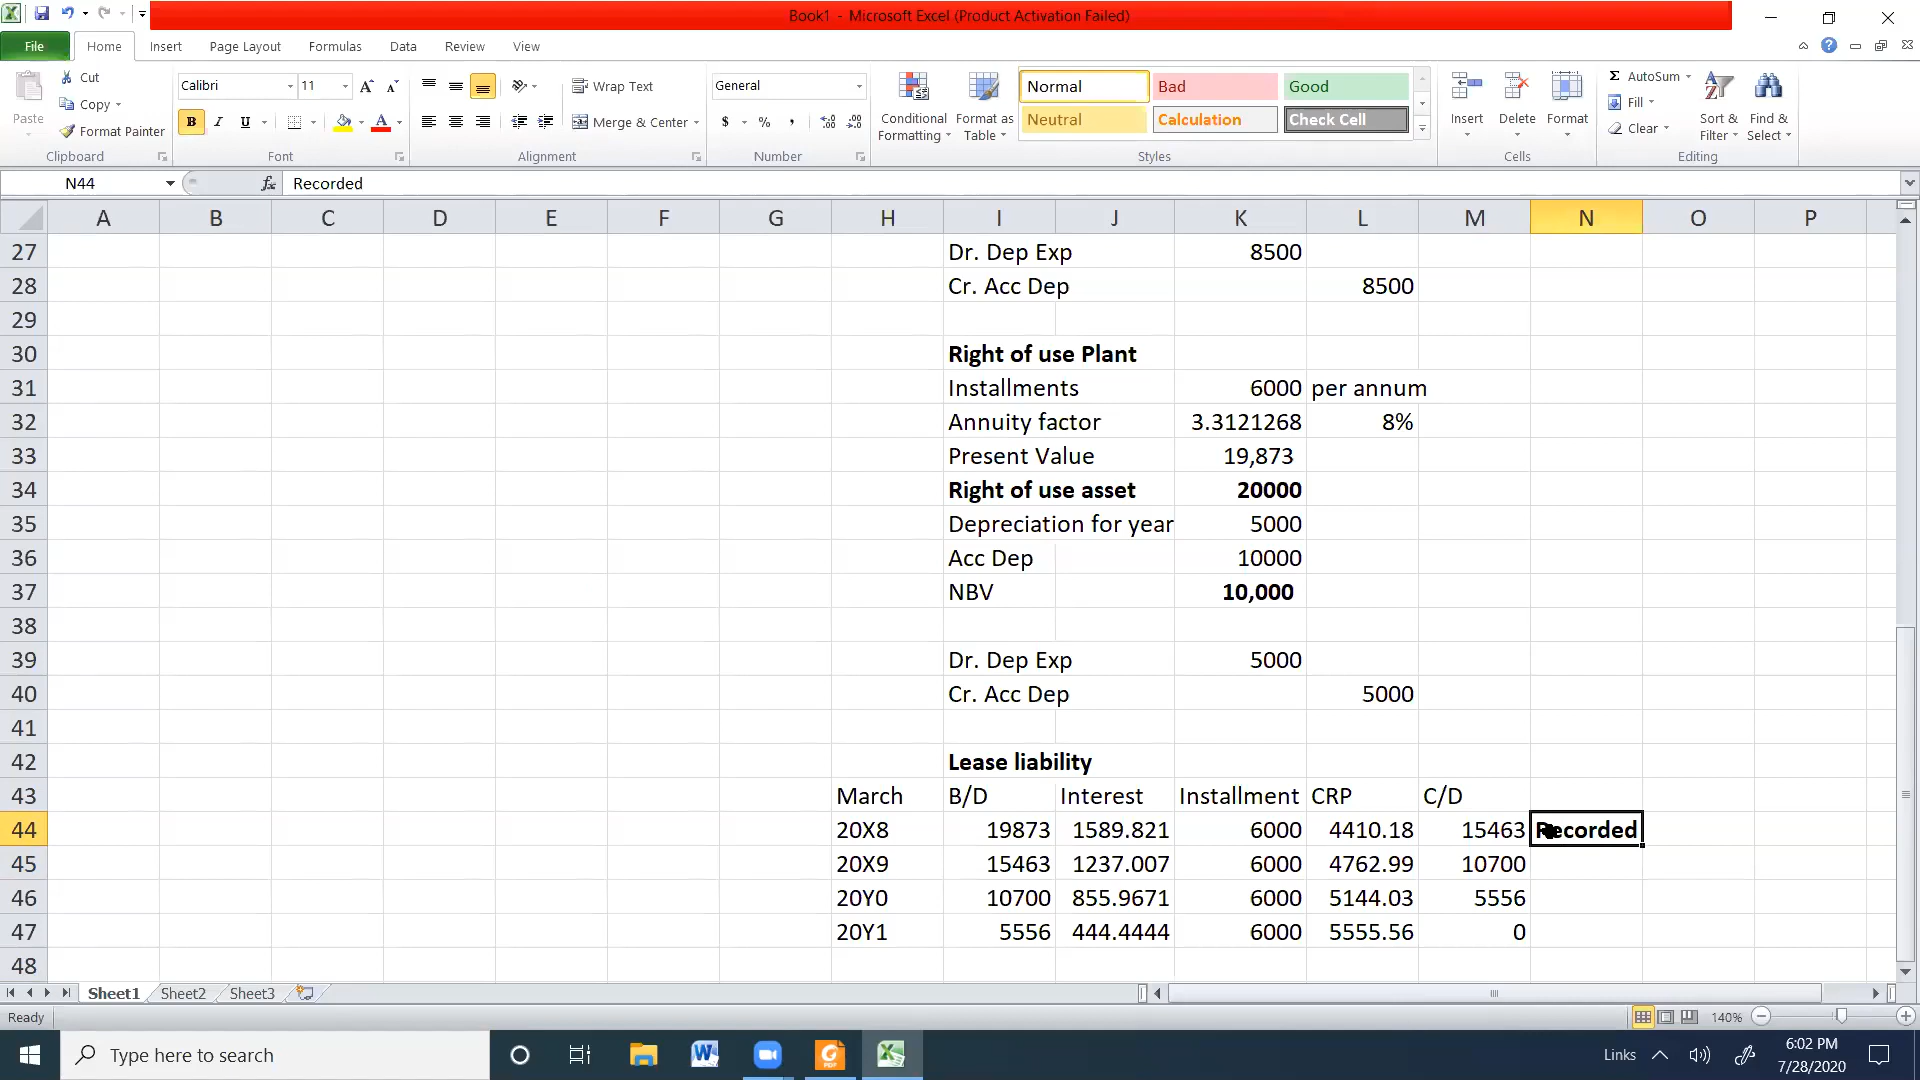 Book1 - Microsoft Excel (Product Activation Failed)
File Home Insert Page Layout Formulas Data Review View
Paste
Cut
Copy
Format Painter
Clipboard
Calibri 11
B I U
Font
Wrap Text
Merge & Center
Alignment
General
$ % ,
Number
Conditional Formatting
Format as Table
Normal Bad Good
Neutral Calculation Check Cell
Styles
Insert Delete Format
Cells
Σ AutoSum
Fill
Clear
Sort & Filter
Find & Select
Editing
N44 fx Recorded
A B C D E F G H I J K L M N O P
27 Dr. Dep Exp 8500
28 Cr. Acc Dep 8500
29
30 Right of use Plant
31 Installments 6000 per annum
32 Annuity factor 3.3121268 8%
33 Present Value 19,873
34 Right of use asset 20000
35 Depreciation for year 5000
36 Acc Dep 10000
37 NBV 10,000
38
39 Dr. Dep Exp 5000
40 Cr. Acc Dep 5000
41
42 Lease liability
43 March B/D Interest Installment CRP C/D
44 20X8 19873 1589.821 6000 4410.18 15463 Recorded
45 20X9 15463 1237.007 6000 4762.99 10700
46 20Y0 10700 855.9671 6000 5144.03 5556
47 20Y1 5556 444.4444 6000 5555.56 0
48
Sheet1 Sheet2 Sheet3
Ready 140%
Type here to search
Links
6:02 PM
7/28/2020